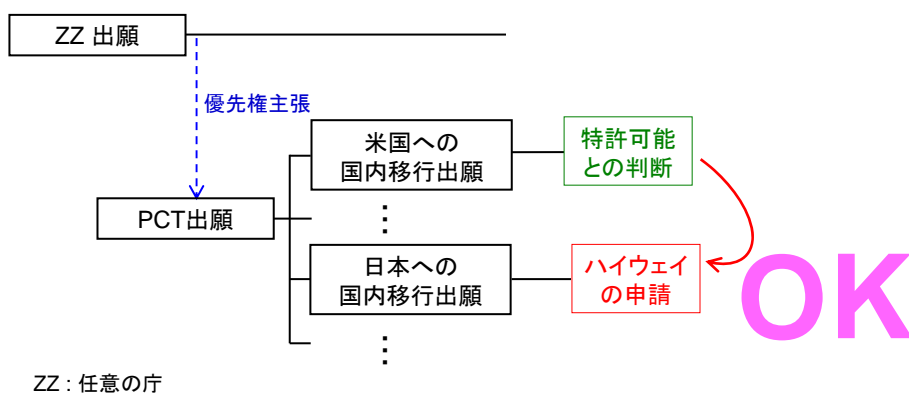 ZZ 出願
優先権主張
米国への
国内移行出願
特許可能
との判断
PCT出願
⋮
日本への
国内移行出願
ハイウェイ
の申請
OK
⋮
ZZ : 任意の庁